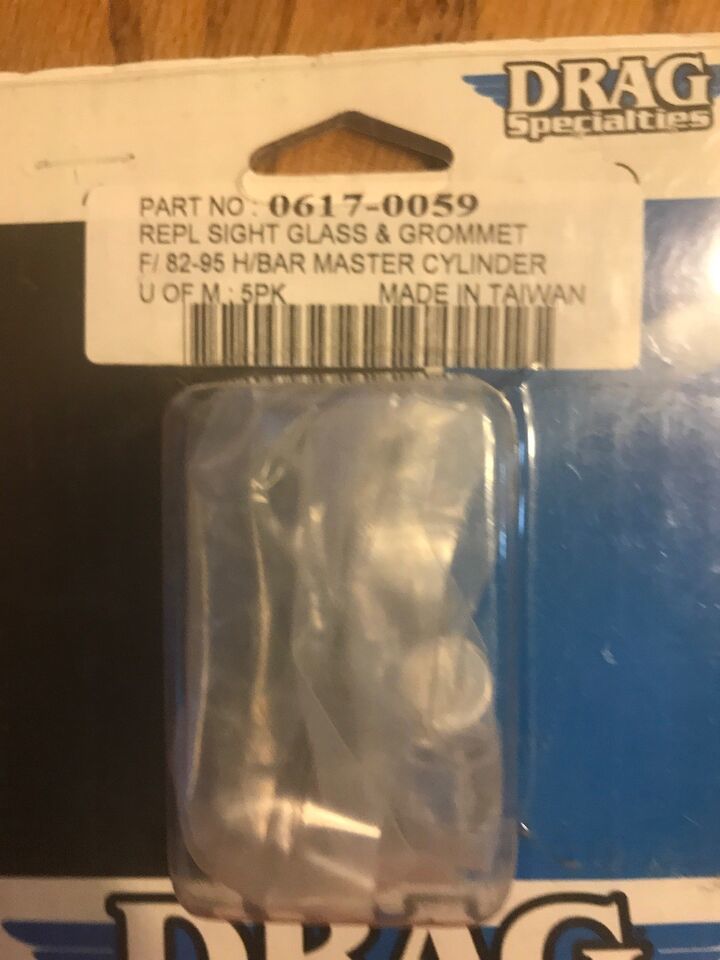 DRAG
Specialties
PART NO : 0617-0059
REPL SIGHT GLASS & GROMMET
F/ 82-95 H/BAR MASTER CYLINDER
U OF M : 5PK MADE IN TAIWAN
DRAG